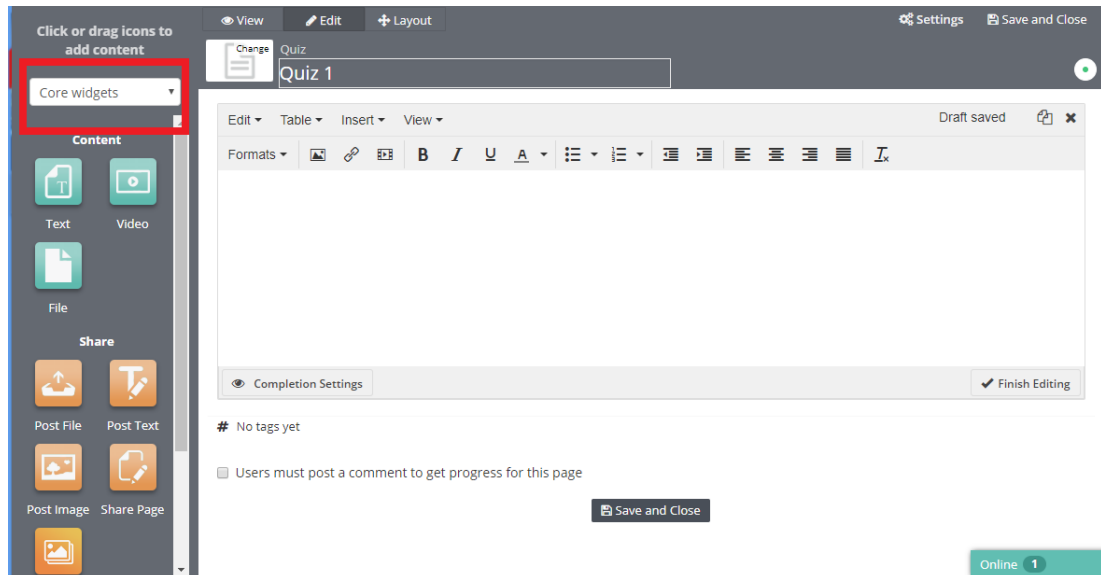 Click or drag icons to
add content
Core widgets
Content
Text Video
File
Share
Post File Post Text
Post Image Share Page
View Edit Layout
Settings Save and Close
Change
Quiz
Quiz 1
Edit Table Insert View
Draft saved
Formats B I U A Tx
Completion Settings
Finish Editing
# No tags yet
Users must post a comment to get progress for this page
Save and Close
Online 1